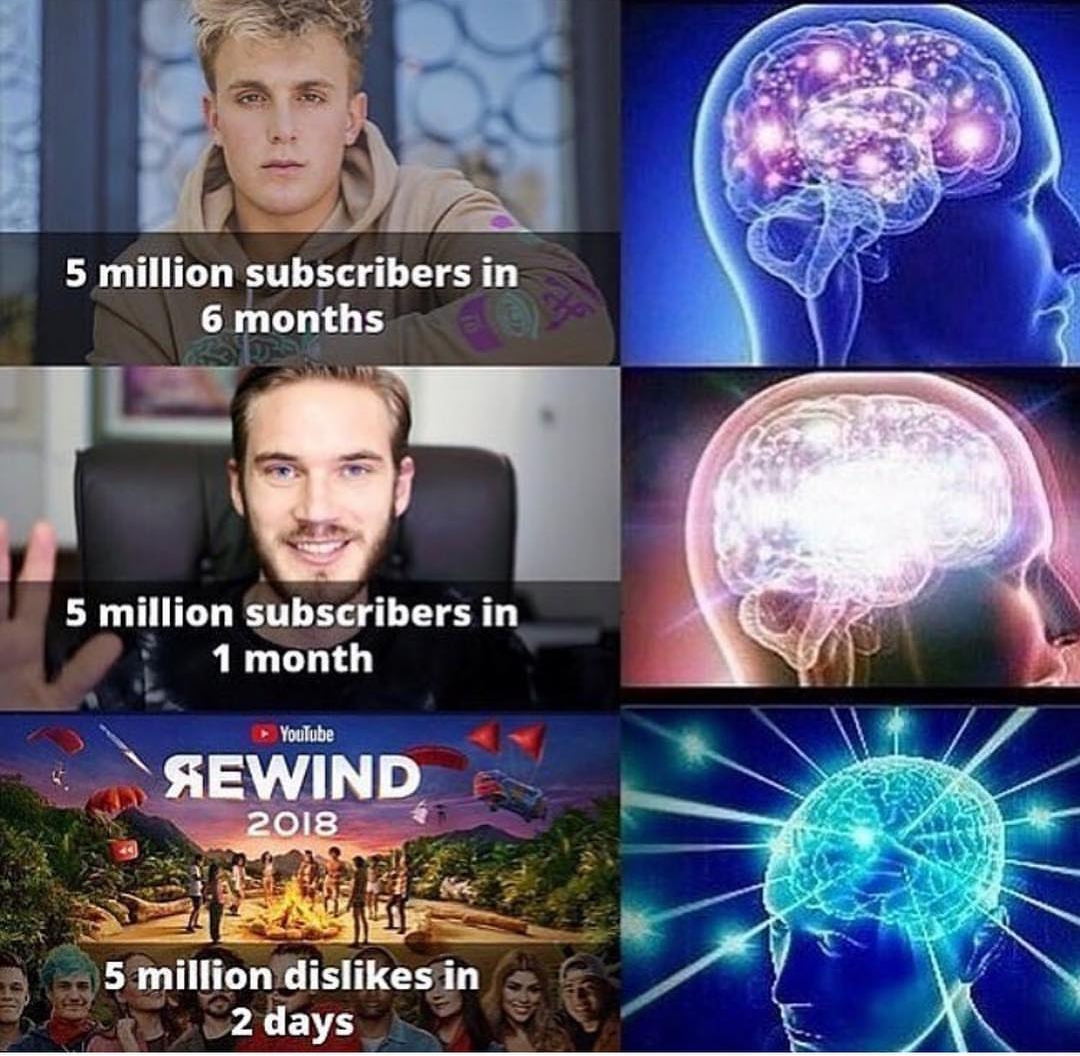 5 million subscribers in
6 months
5 million subscribers in
1 month
YouTube
REWIND
2018
5 million dislikes in
2 days